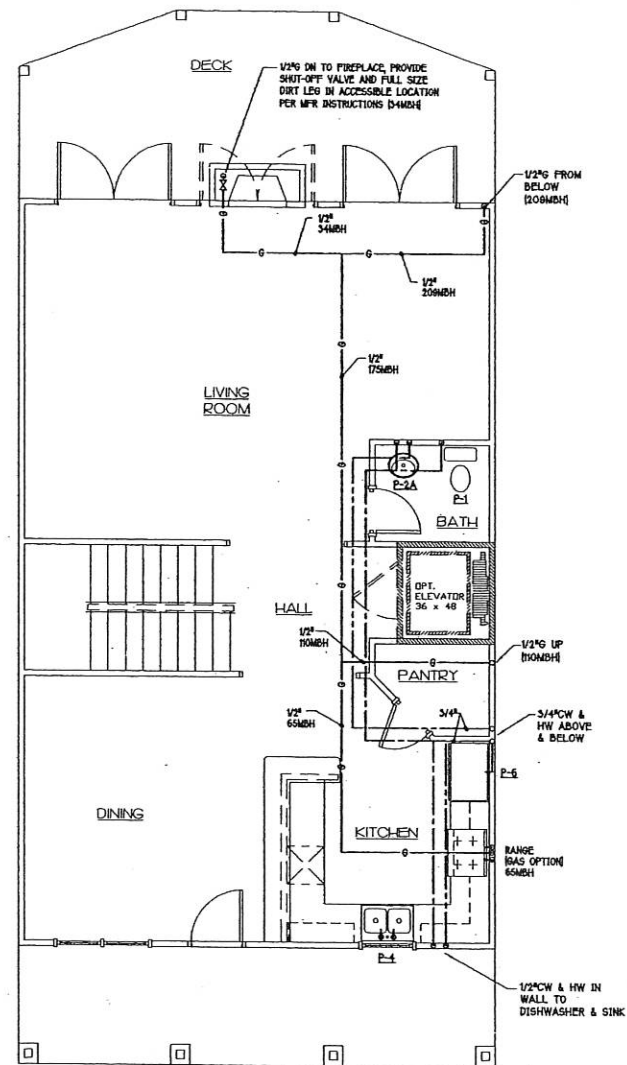 DECK
1/2"G DN TO FIREPLACE, PROVIDE
SHUT-OFF VALVE AND FULL SIZE
DIRT LEG IN ACCESSIBLE LOCATION
PER MFR INSTRUCTIONS (34MBH)
1/2"G FROM
BELOW
(209MBH)
G
G
1/2"
34MBH
G
G
1/2"
209MBH
G
1/2"
175MBH
LIVING
ROOM
G
P-2A
P-1
BATH
OPT.
ELEVATOR
36 x 48
G
HALL
1/2"
110MBH
G
1/2"G UP
(110MBH)
PANTRY
G
1/2"
65MBH
3/4"
3/4"CW &
HW ABOVE
& BELOW
G
P-6
DINING
KITCHEN
G
RANGE
(GAS OPTION)
65MBH
P-4
1/2"CW & HW IN
WALL TO
DISHWASHER & SINK